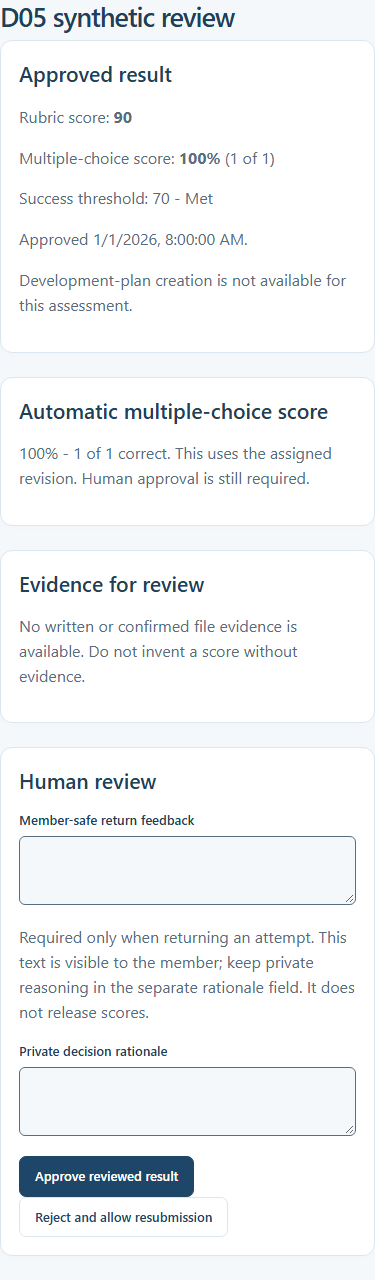 D05 synthetic review
Approved result
Rubric score: 90
Multiple-choice score: 100% (1 of 1)
Success threshold: 70 - Met
Approved 1/1/2026, 8:00:00 AM.
Development-plan creation is not available for
this assessment.
Automatic multiple-choice score
100% - 1 of 1 correct. This uses the assigned
revision. Human approval is still required.
Evidence for review
No written or confirmed file evidence is
available. Do not invent a score without
evidence.
Human review
Member-safe return feedback
Required only when returning an attempt. This
text is visible to the member; keep private
reasoning in the separate rationale field. It does
not release scores.
Private decision rationale
Approve reviewed result
Reject and allow resubmission